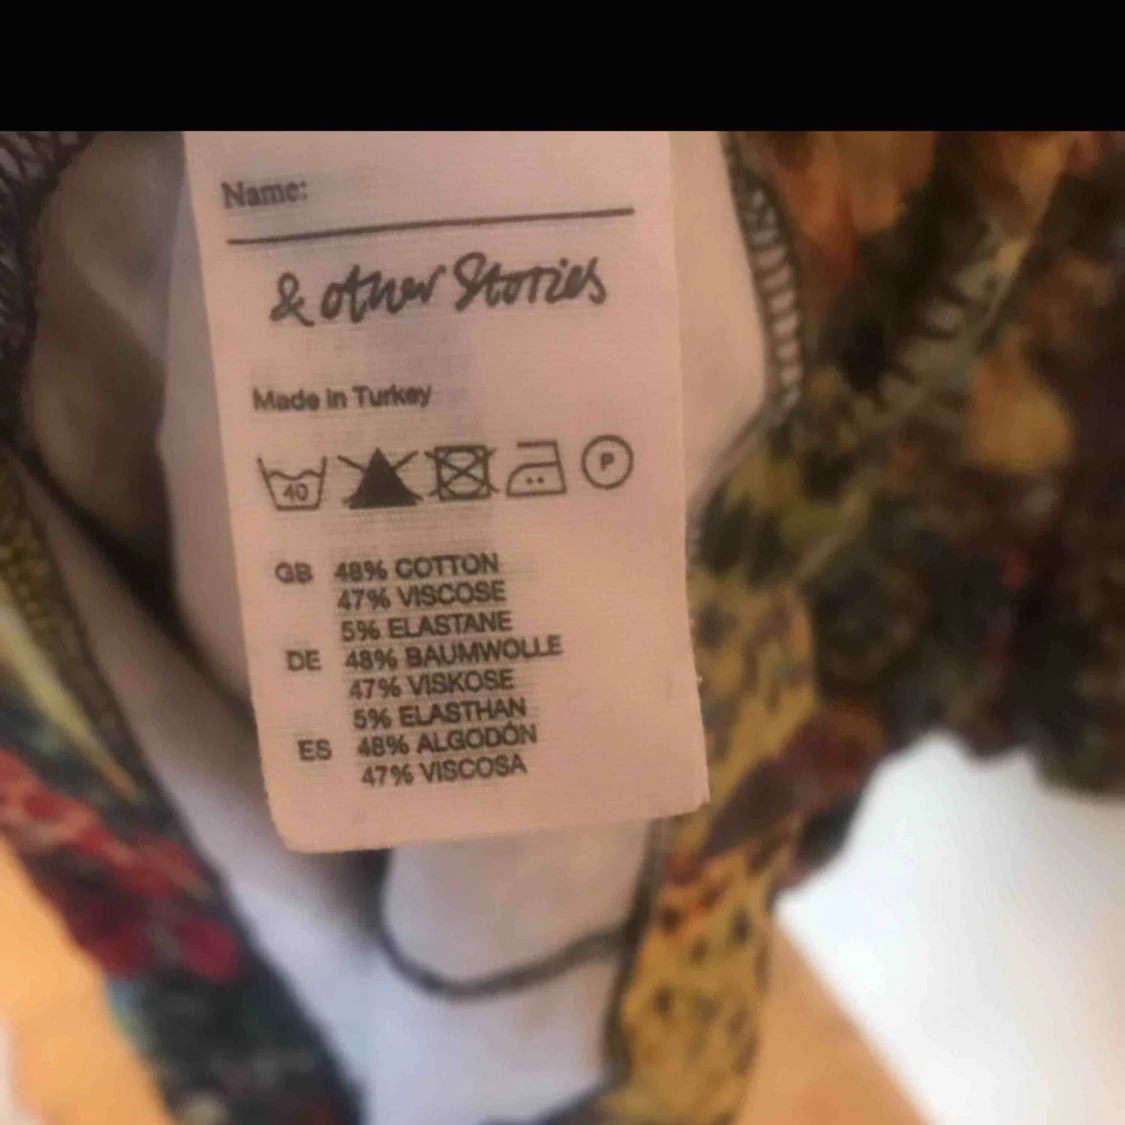 Name:
& other Stories
Made in Turkey
40 P
GB 48% COTTON
47% VISCOSE
5% ELASTANE
DE 48% BAUMWOLLE
47% VISKOSE
5% ELASTHAN
ES 48% ALGODÓN
47% VISCOSA